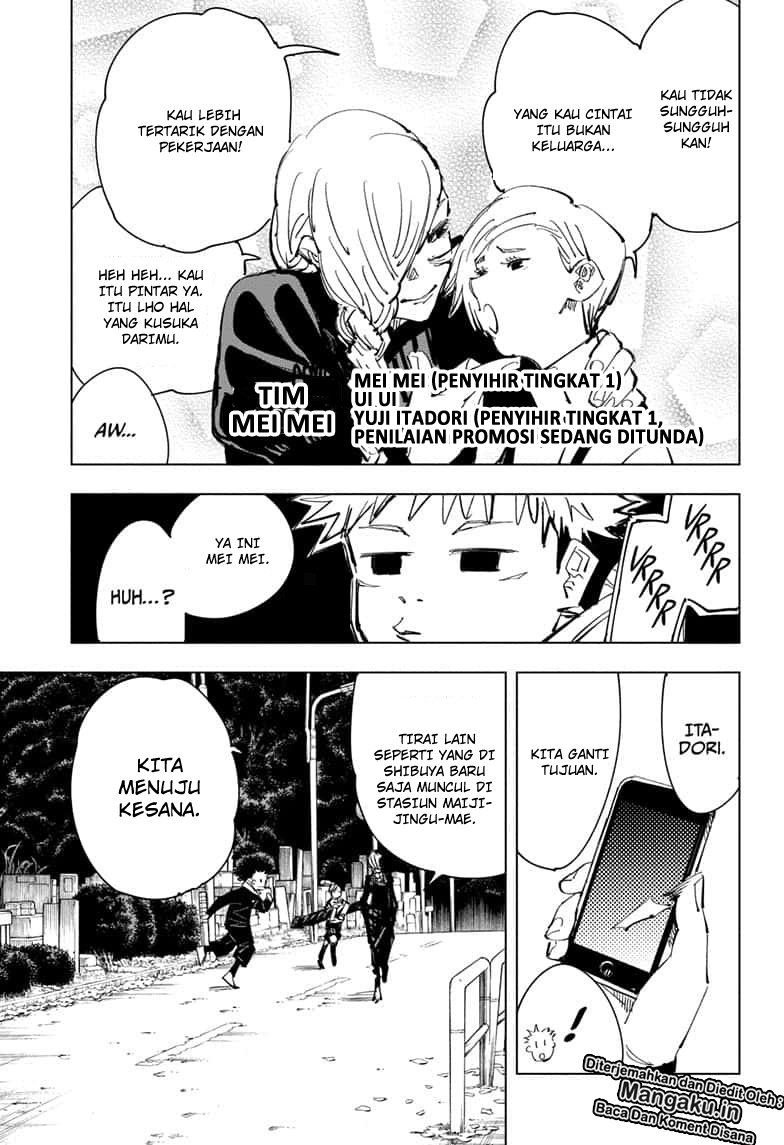 KAU TIDAK
SUNGGUH-
SUNGGUH
KAN!
YANG KAU CINTAI
ITU BUKAN
KELUARGA...
KAU LEBIH
TERTARIK DENGAN
PEKERJAAN!
HEH HEH... KAU
ITU PINTAR YA.
ITU LHO HAL
YANG KUSUKA
DARIMU.
AW...
TIM
MEI MEI
MEI MEI (PENYIHIR TINGKAT 1)
UI UI
YUJI ITADORI (PENYIHIR TINGKAT 1,
PENILAIAN PROMOSI SEDANG DITUNDA)
VRRRR
VRRRR
YA INI
MEI MEI.
HUH...?
ITA-
DORI.
KITA GANTI
TUJUAN.
!
TIRAI LAIN
SEPERTI YANG DI
SHIBUYA BARU
SAJA MUNCUL DI
STASIUN MAIJI-
JINGU-MAE.
KITA
MENUJU
KESANA.
Diterjemahkan dan Diedit Oleh:
Mangaku.in
Baca Dan Koment Disana